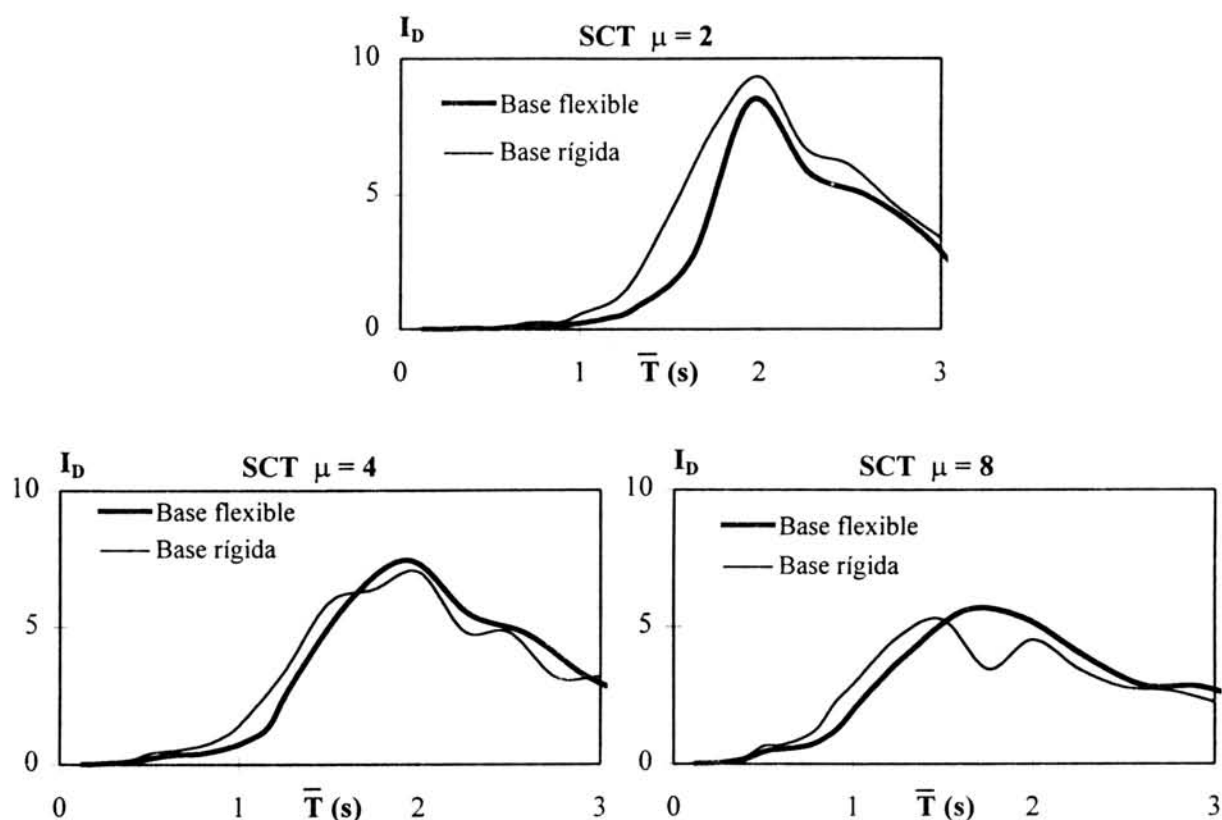 I_D SCT μ = 2
10
Base flexible
Base rígida
5
0
0 1 T̅ (s) 2 3
I_D SCT μ = 4
10
Base flexible
Base rígida
5
0
0 1 T̅ (s) 2 3
I_D SCT μ = 8
10
Base flexible
Base rígida
5
0
0 1 T̅ (s) 2 3